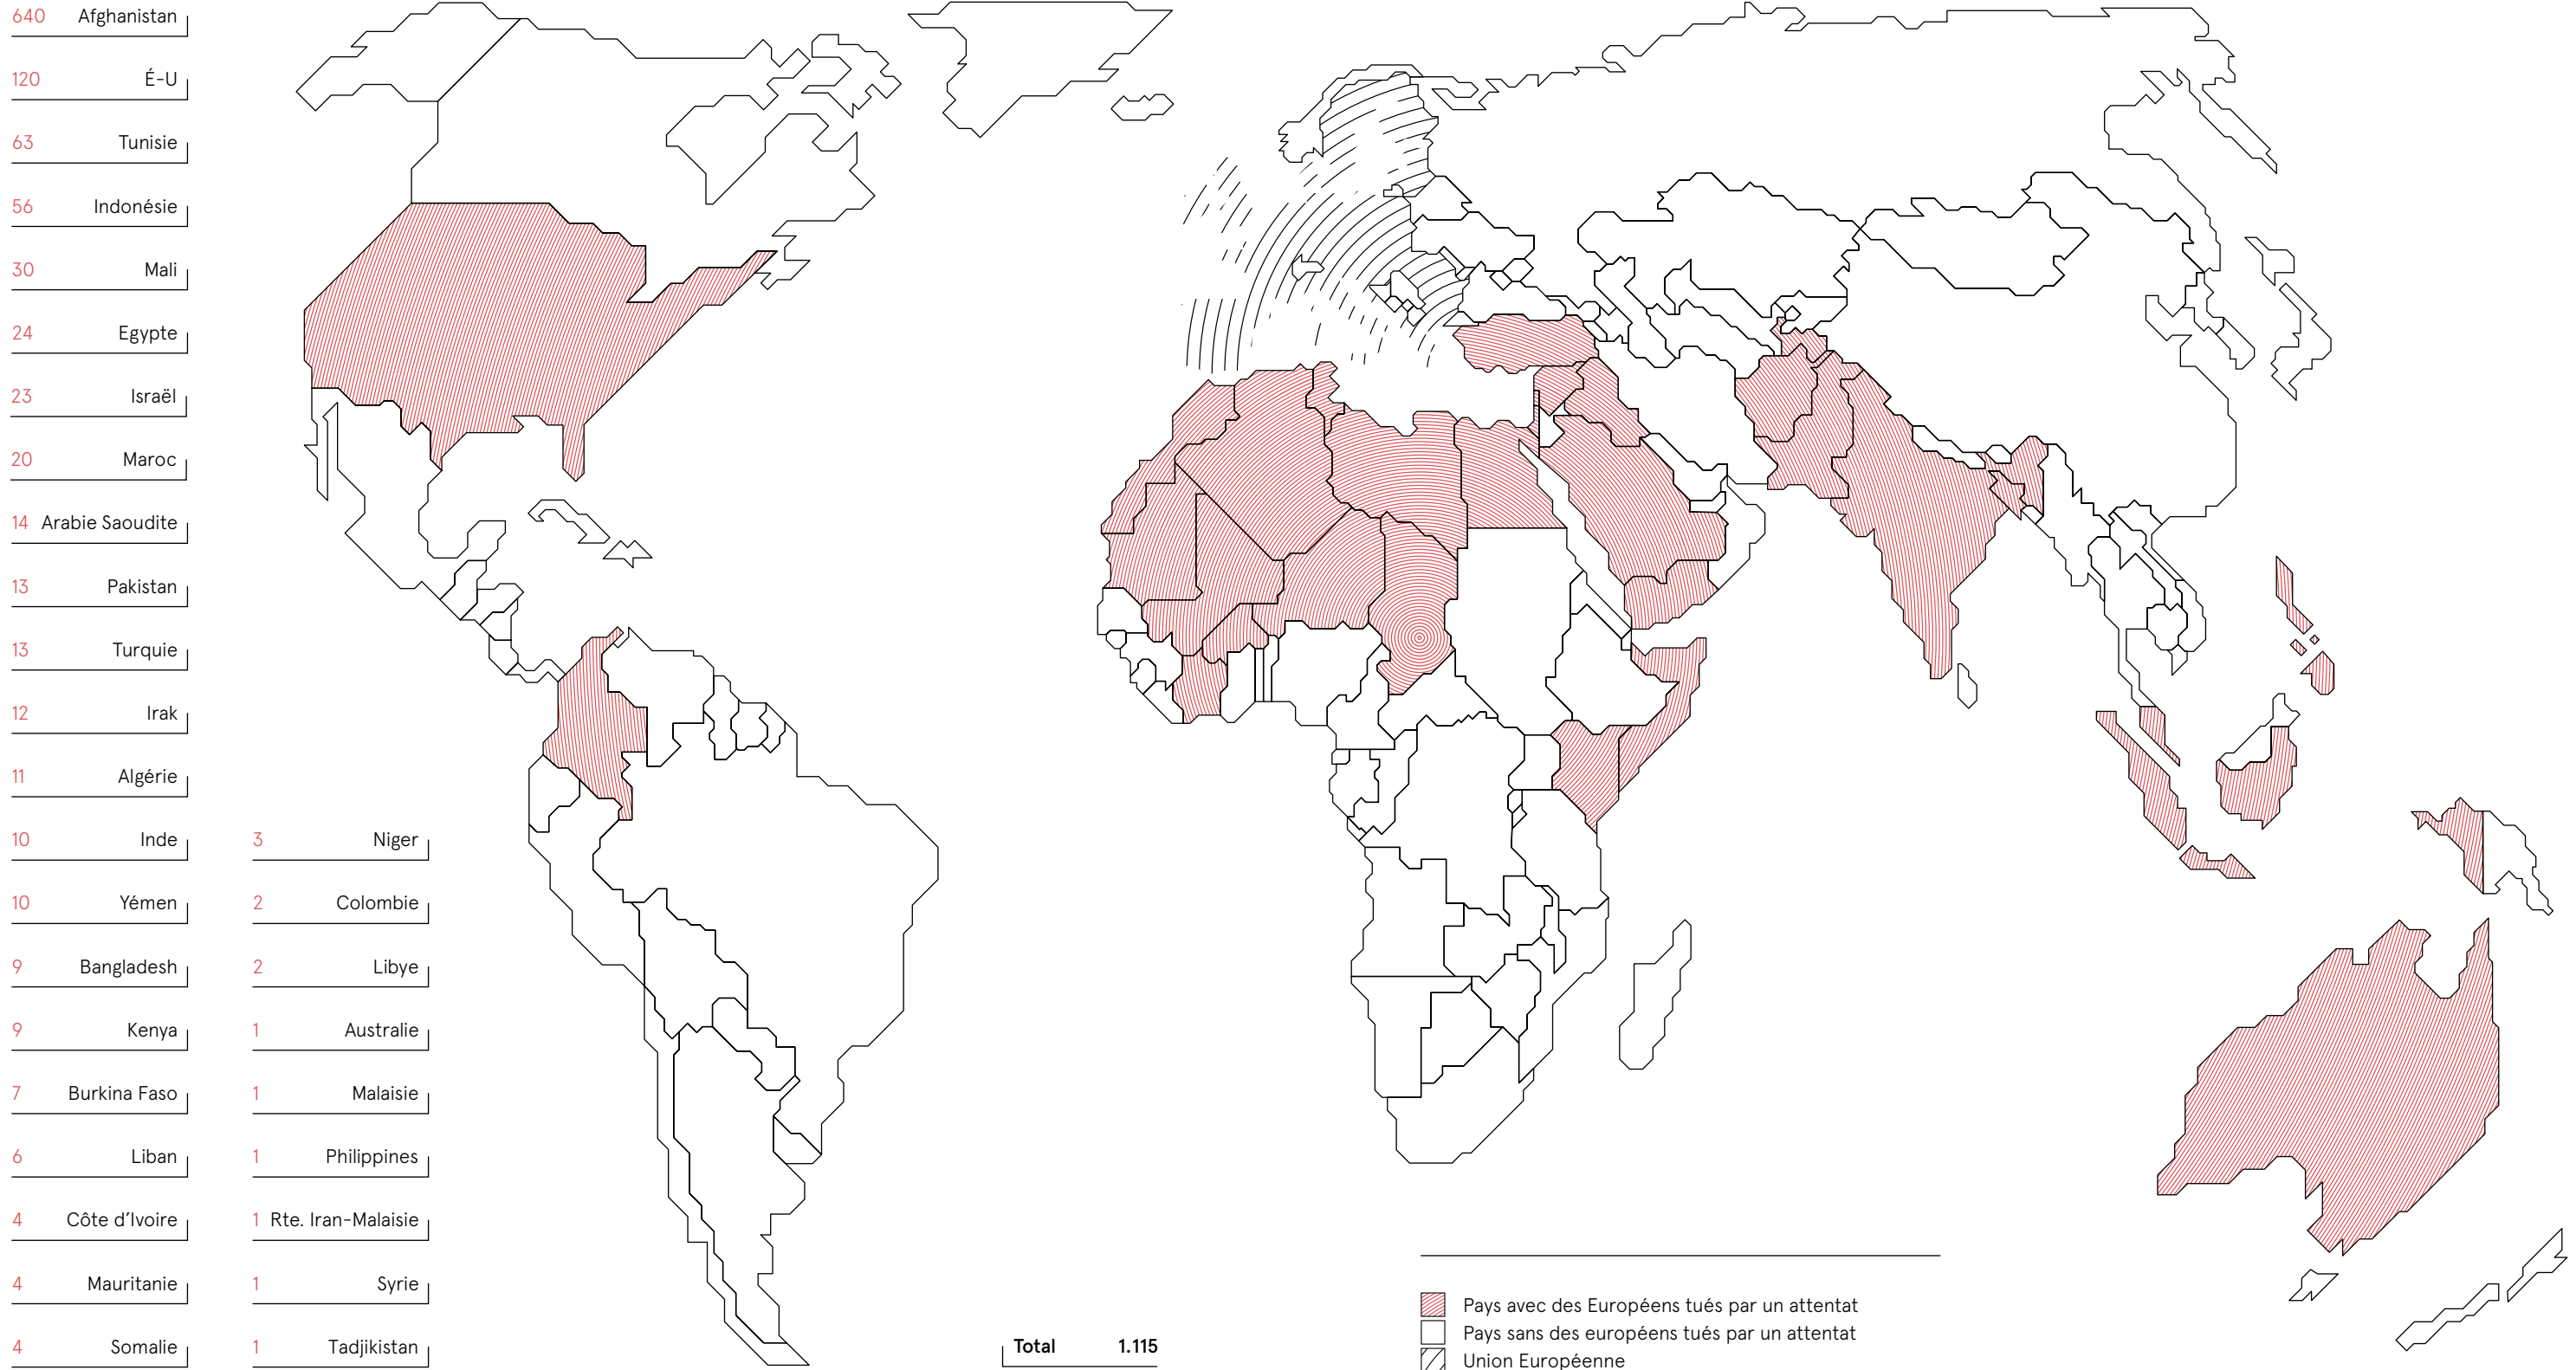 640 Afghanistan
120 É-U
63 Tunisie
56 Indonésie
30 Mali
24 Egypte
23 Israël
20 Maroc
14 Arabie Saoudite
13 Pakistan
13 Turquie
12 Irak
11 Algérie
10 Inde
10 Yémen
9 Bangladesh
9 Kenya
7 Burkina Faso
6 Liban
4 Côte d’Ivoire
4 Mauritanie
4 Somalie
3 Niger
2 Colombie
2 Libye
1 Australie
1 Malaisie
1 Philippines
1 Rte. Iran-Malaisie
1 Syrie
1 Tadjikistan
Total 1.115
Pays avec des Européens tués par un attentat
Pays sans des européens tués par un attentat
Union Européenne